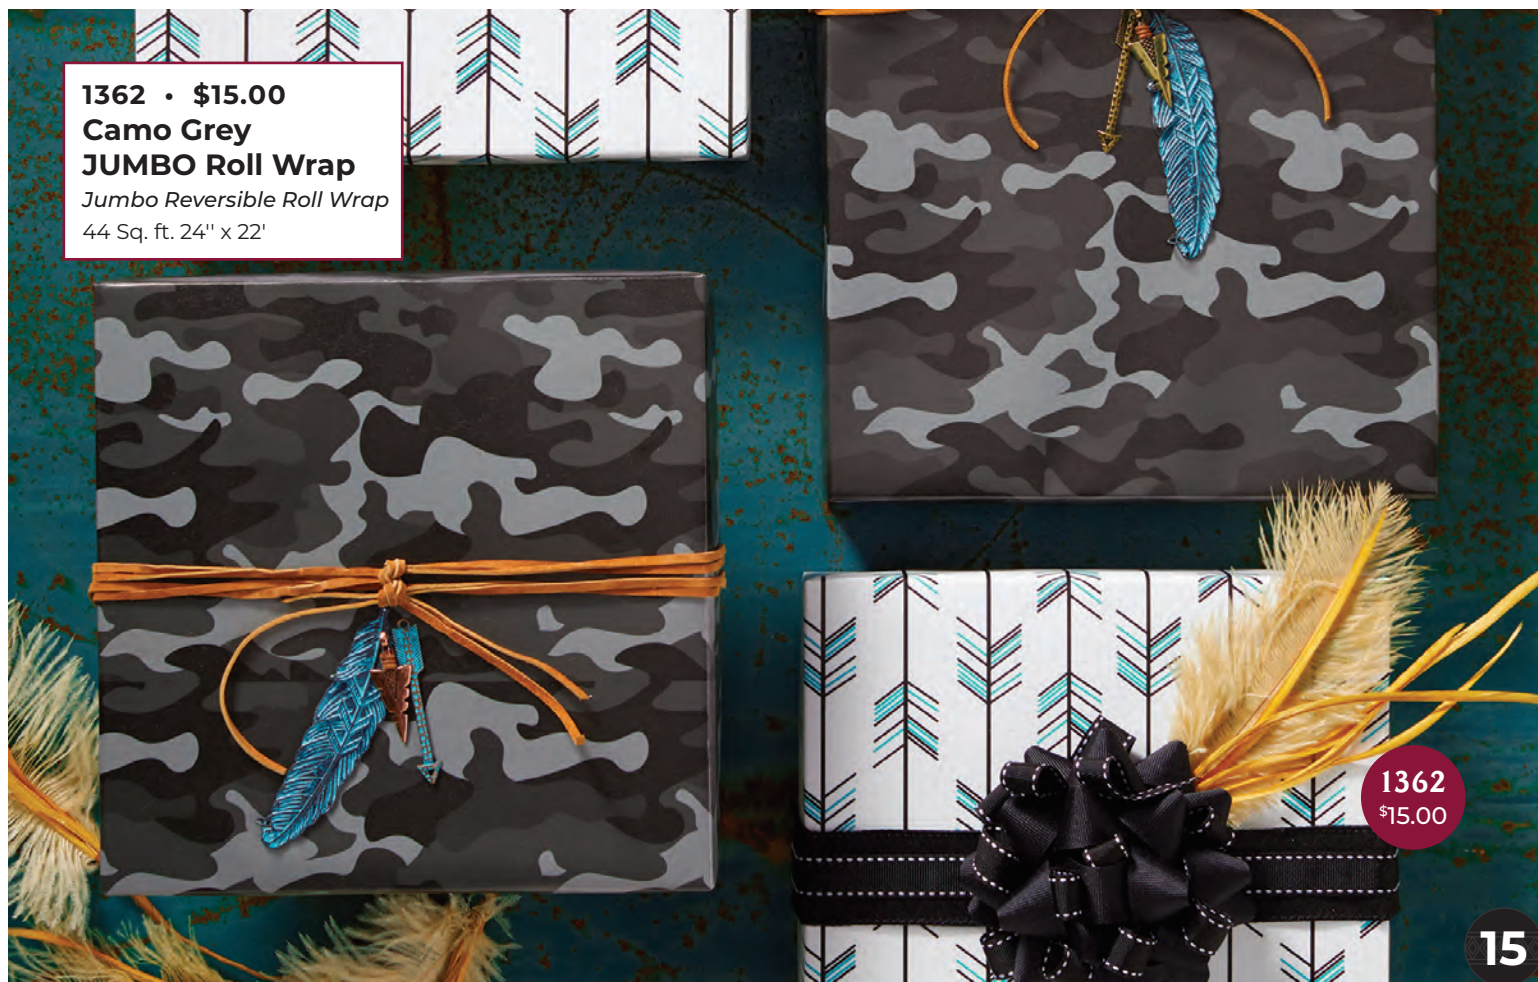 1362 • $15.00
Camo Grey
JUMBO Roll Wrap
Jumbo Reversible Roll Wrap
44 Sq. ft. 24'' x 22'
1362
$15.00
15